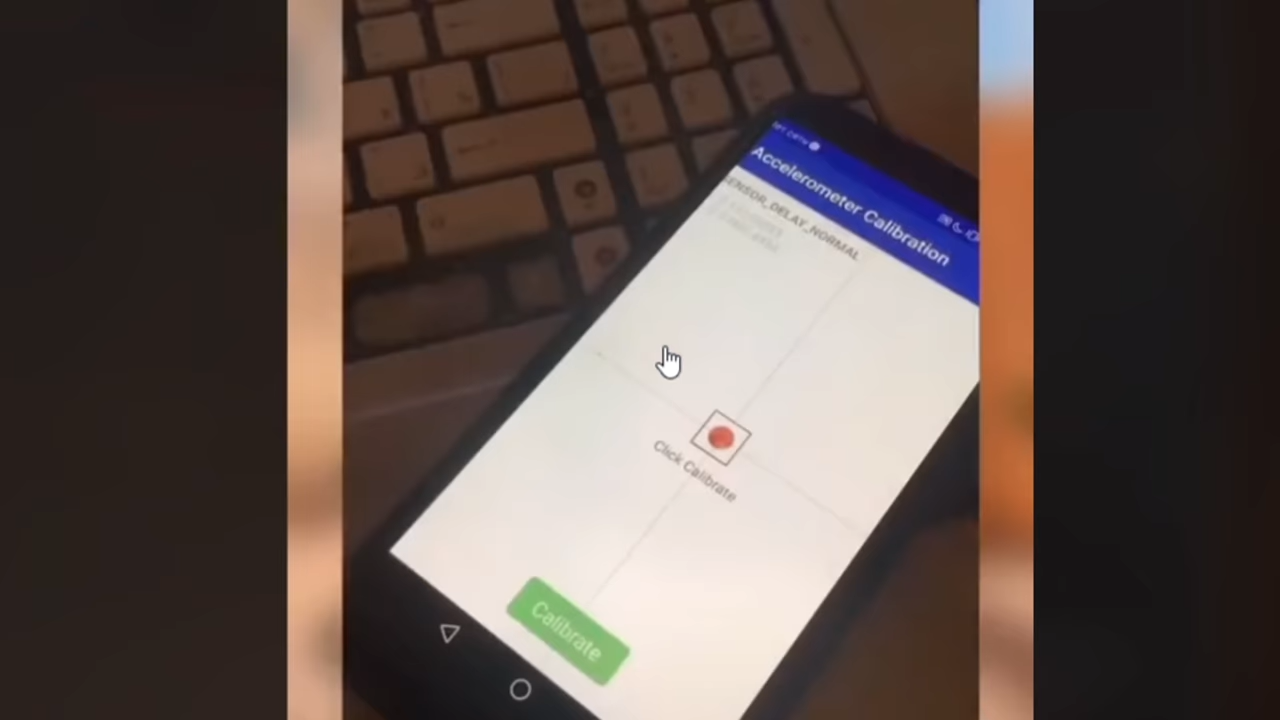 Accelerometer Calibration
SENSOR_DELAY_NORMAL
Click Calibrate
Calibrate